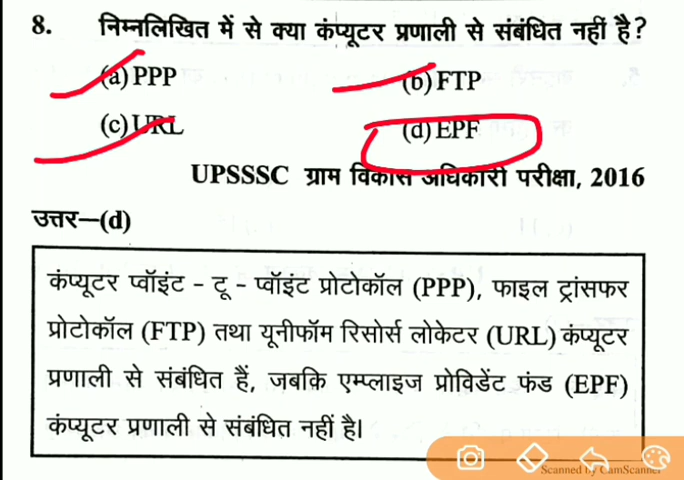 8. निम्नलिखित में से क्या कंप्यूटर प्रणाली से संबंधित नहीं है?
(a) PPP (b) FTP
(c) URL (d) EPF
UPSSSC ग्राम विकास अधिकारी परीक्षा, 2016
उत्तर—(d)
कंप्यूटर प्वॉइंट - टू - प्वॉइंट प्रोटोकॉल (PPP), फाइल ट्रांसफर
प्रोटोकॉल (FTP) तथा यूनीफॉम रिसोर्स लोकेटर (URL) कंप्यूटर
प्रणाली से संबंधित हैं, जबकि एम्प्लाइज प्रोविडेंट फंड (EPF)
कंप्यूटर प्रणाली से संबंधित नहीं है।
Scanned by CamScanner